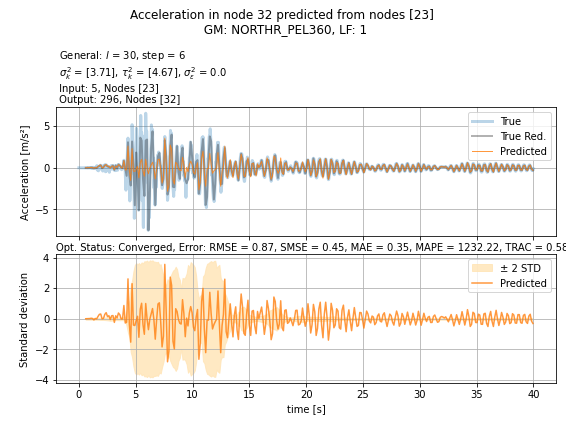 Acceleration in node 32 predicted from nodes [23]
GM: NORTHR_PEL360, LF: 1
General: l = 30, step = 6
σ²ₖ = [3.71], τ²ₖ = [4.67], σ²ₑ = 0.0
Input: 5, Nodes [23]
Output: 296, Nodes [32]
True
True Red.
Predicted
Acceleration [m/s²]
5
0
−5
Opt. Status: Converged, Error: RMSE = 0.87, SMSE = 0.45, MAE = 0.35, MAPE = 1232.22, TRAC = 0.58
± 2 STD
Predicted
Standard deviation
4
2
0
−2
−4
0 5 10 15 20 25 30 35 40
time [s]